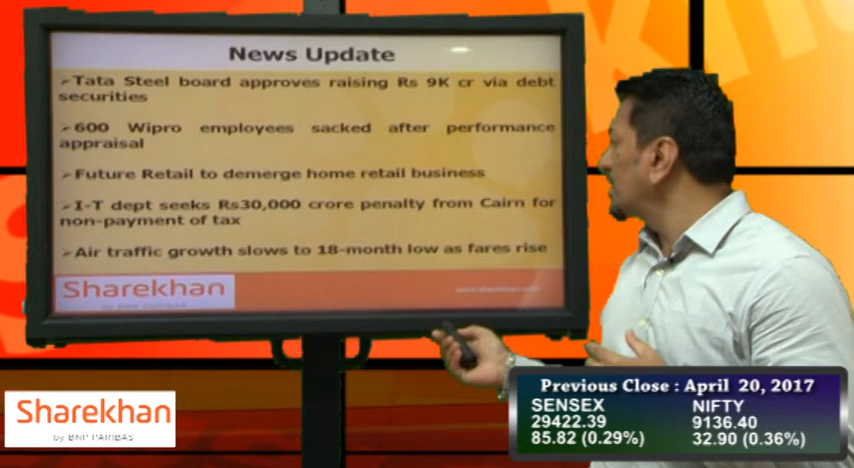 News Update
➢Tata Steel board approves raising Rs 9K cr via debt
securities
➢600 Wipro employees sacked after performance
appraisal
➢Future Retail to demerge home retail business
➢I-T dept seeks Rs30,000 crore penalty from Cairn for
non-payment of tax
➢Air traffic growth slows to 18-month low as fares rise
Sharekhan
by BNP PARIBAS
www.sharekhan.com
Sharekhan
by BNP PARIBAS
Previous Close : April 20, 2017
SENSEX NIFTY
29422.39 9136.40
85.82 (0.29%) 32.90 (0.36%)